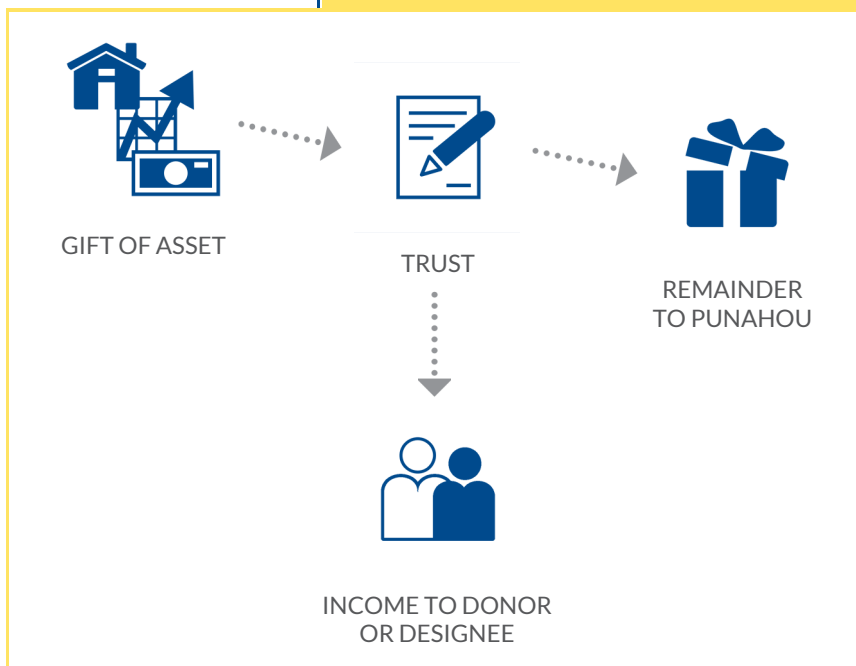 GIFT OF ASSET
TRUST
REMAINDER
TO PUNAHOU
INCOME TO DONOR
OR DESIGNEE